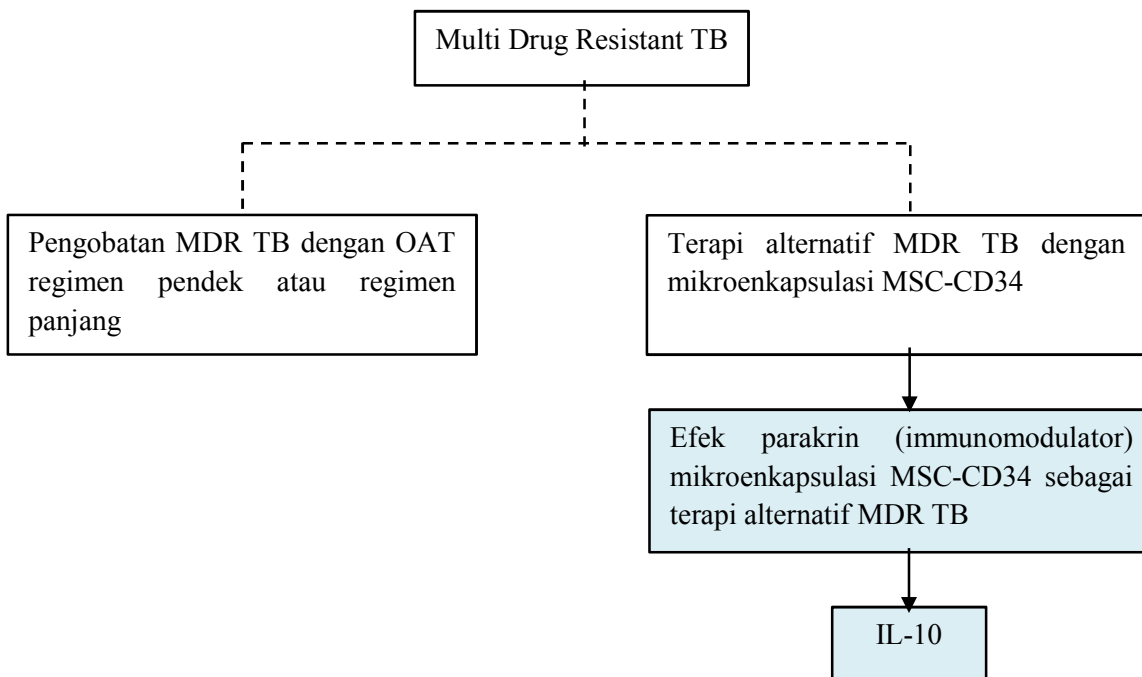 Multi Drug Resistant TB
Pengobatan MDR TB dengan OAT
regimen pendek atau regimen
panjang
Terapi alternatif MDR TB dengan
mikroenkapsulasi MSC-CD34
Efek parakrin (immunomodulator)
mikroenkapsulasi MSC-CD34 sebagai
terapi alternatif MDR TB
IL-10